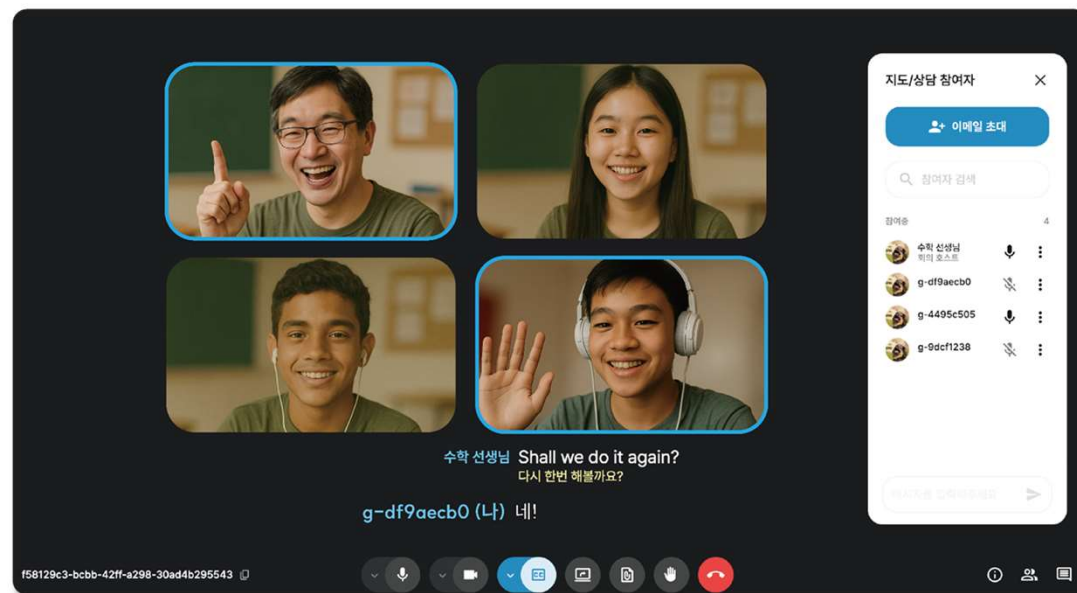 지도/상담 참여자
이메일 초대
참여자 검색
참여중 4
수학 선생님
회의 호스트
g-df9aecb0
g-4495c505
g-9dcf1238
수학 선생님 Shall we do it again?
다시 한번 해볼까요?
g-df9aecb0 (나) 네!
f58129c3-bcbb-42ff-a298-30ad4b295543
CC